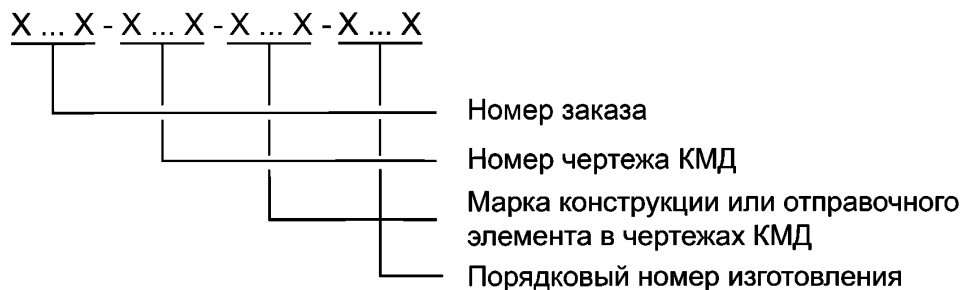 X ... X - X ... X - X ... X - X ... X
Номер заказа
Номер чертежа КМД
Марка конструкции или отправочного
элемента в чертежах КМД
Порядковый номер изготовления